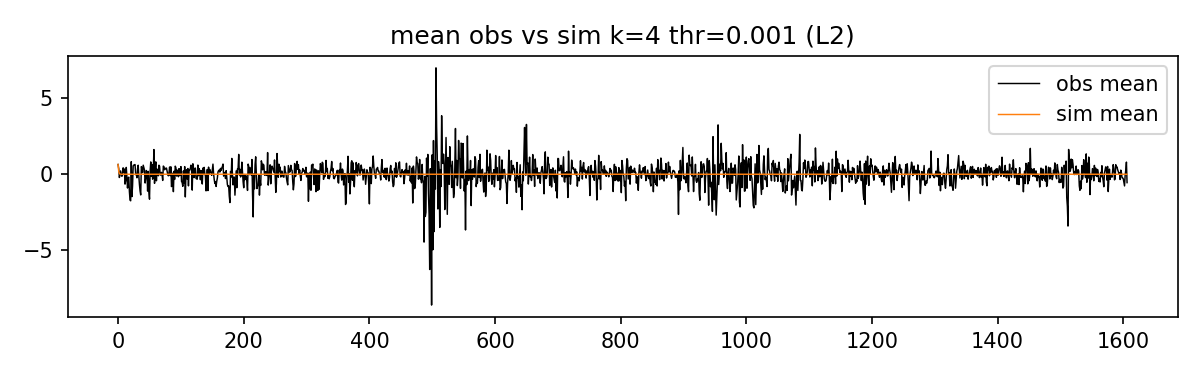 mean obs vs sim k=4 thr=0.001 (L2)
obs mean
sim mean
5
0
−5
0 200 400 600 800 1000 1200 1400 1600